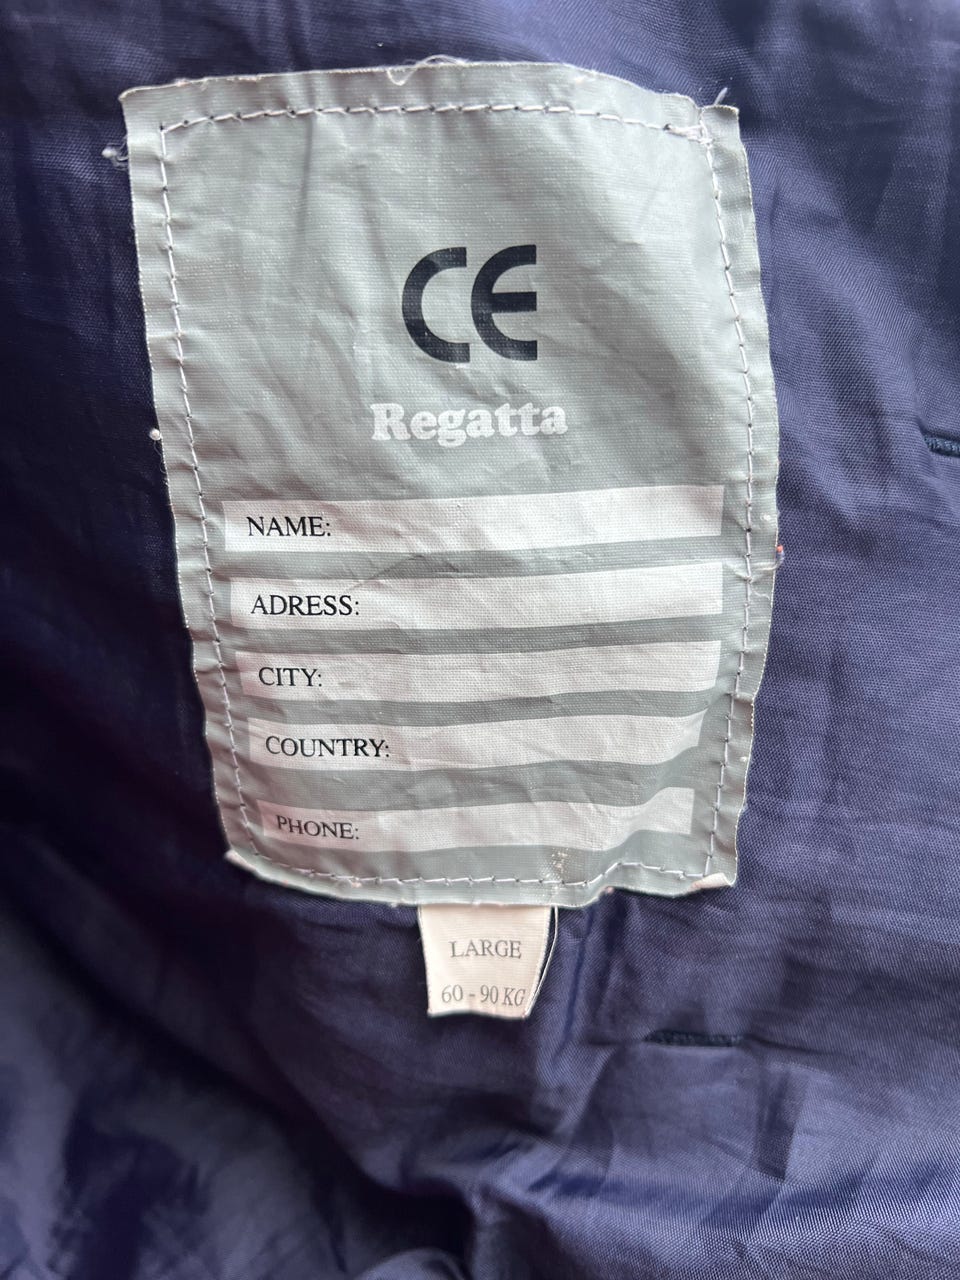 CE
Regatta
NAME:
ADRESS:
CITY:
COUNTRY:
PHONE:
LARGE
60 - 90 KG